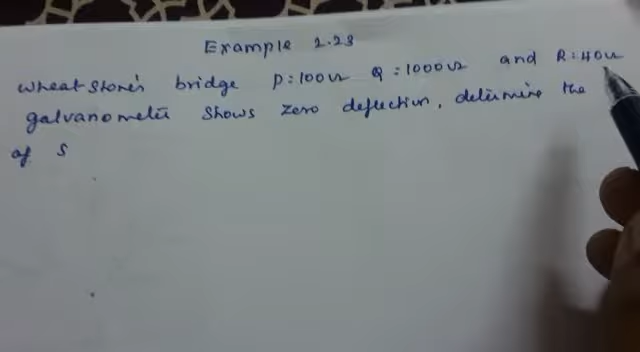 Example 2.23
Wheatstone's bridge P:100Ω Q:1000Ω and R:40Ω
galvanometer shows zero deflection, determine the
of S